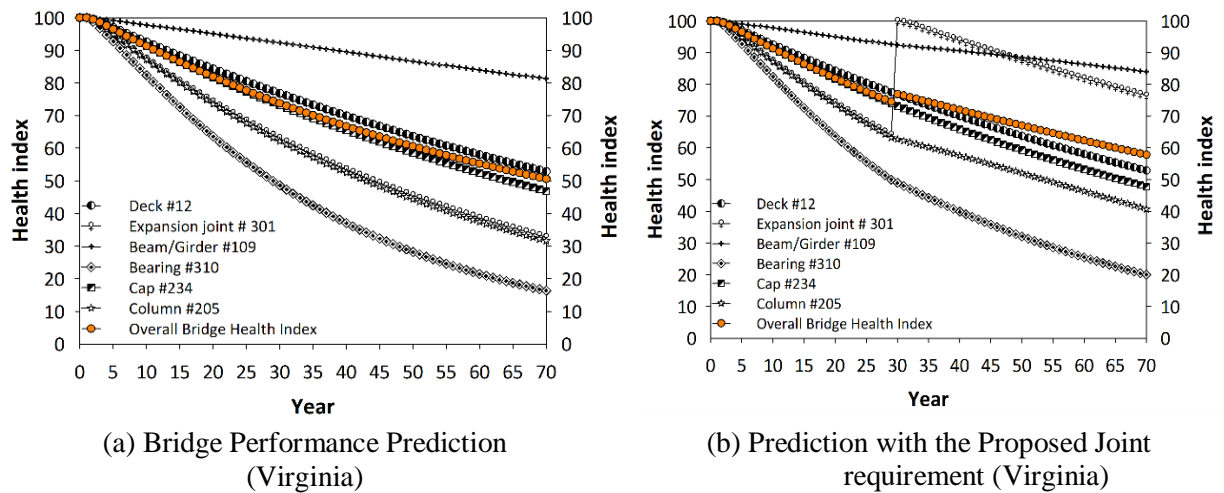 100
90
80
70
60
50
40
30
20
10
0
Health index
100
90
80
70
60
50
40
30
20
10
0
Health index
Deck #12
Expansion joint # 301
Beam/Girder #109
Bearing #310
Cap #234
Column #205
Overall Bridge Health Index
0 5 10 15 20 25 30 35 40 45 50 55 60 65 70
Year
(a) Bridge Performance Prediction
(Virginia)
100
90
80
70
60
50
40
30
20
10
0
Health index
100
90
80
70
60
50
40
30
20
10
0
Health index
Deck #12
Expansion joint # 301
Beam/Girder #109
Bearing #310
Cap #234
Column #205
Overall Bridge Health Index
0 5 10 15 20 25 30 35 40 45 50 55 60 65 70
Year
(b) Prediction with the Proposed Joint
requirement (Virginia)